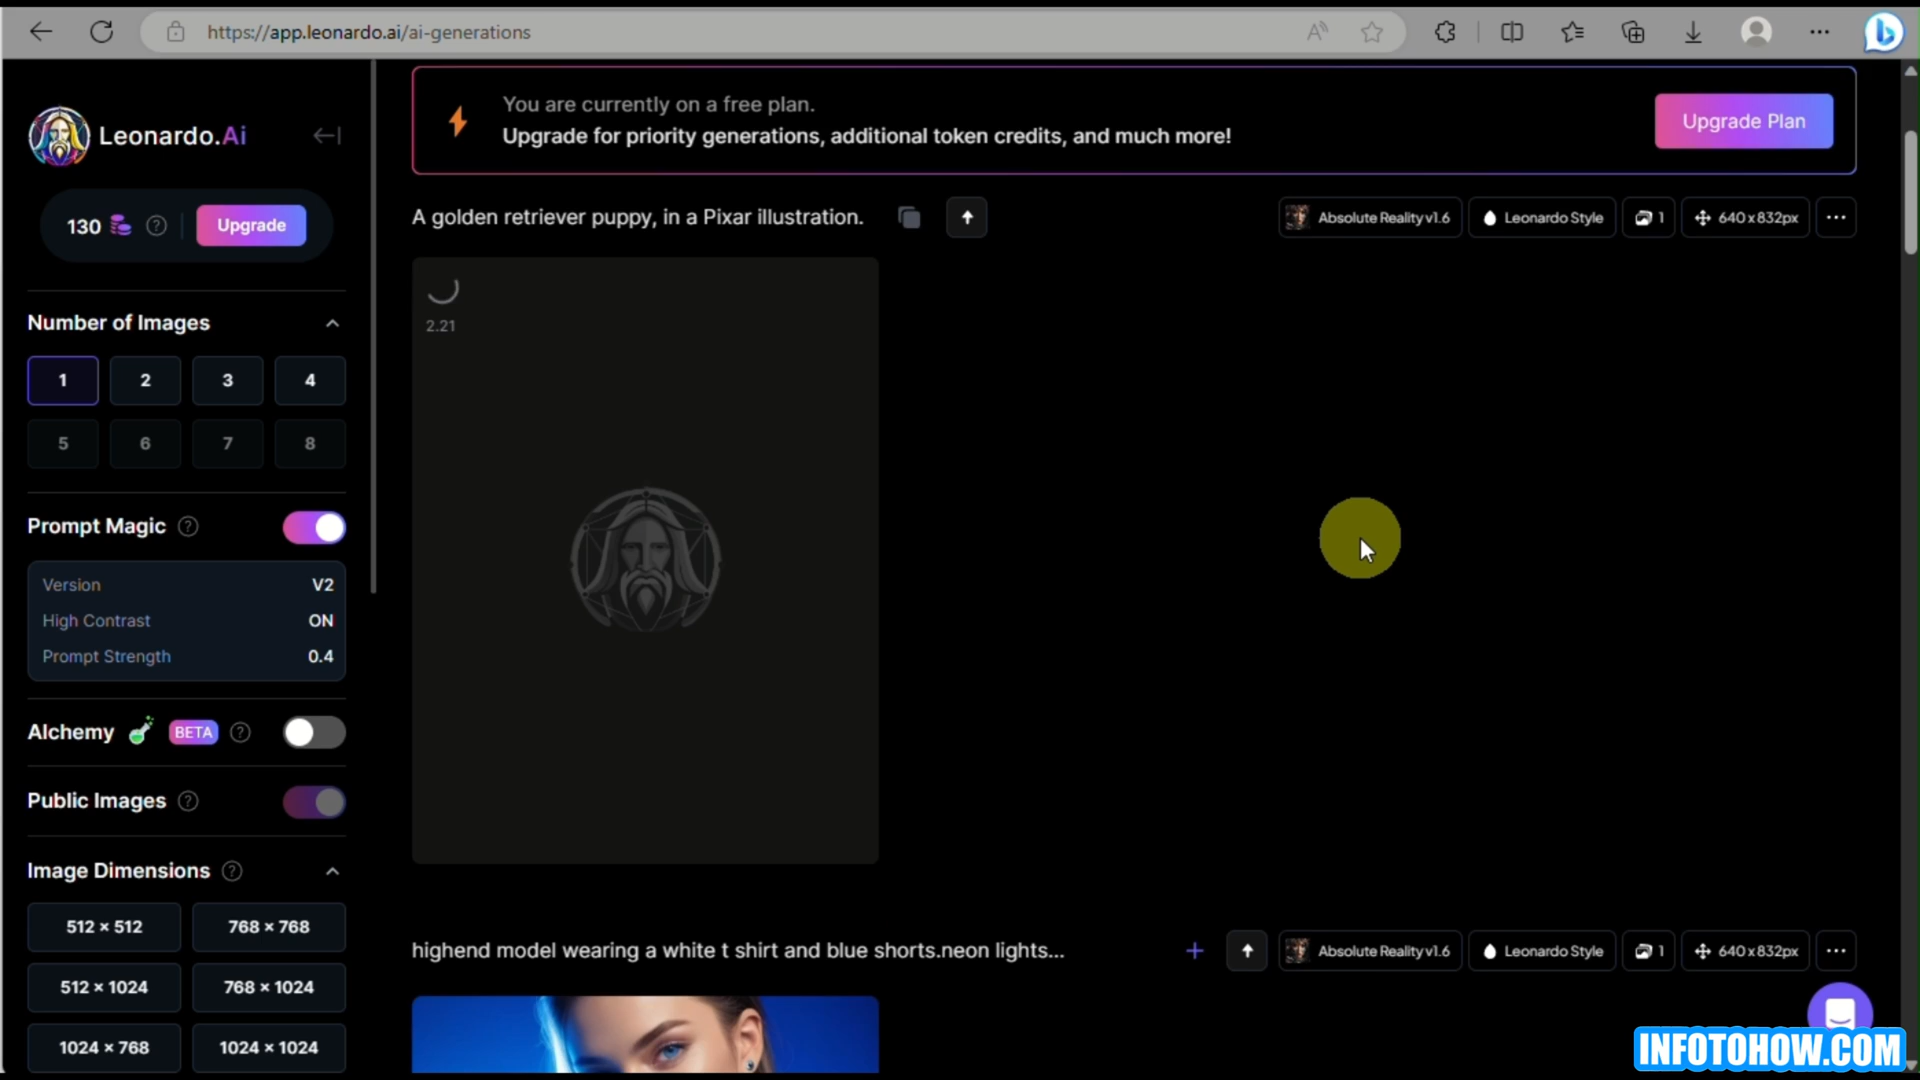 https://app.leonardo.ai/ai-generations
Leonardo.Ai
130
Upgrade
You are currently on a free plan.
Upgrade for priority generations, additional token credits, and much more!
Upgrade Plan
A golden retriever puppy, in a Pixar illustration.
Absolute Reality v1.6
Leonardo Style
1
640 x 832px
2.21
Number of Images
1 2 3 4
5 6 7 8
Prompt Magic
Version V2
High Contrast ON
Prompt Strength 0.4
Alchemy BETA
Public Images
Image Dimensions
512 × 512 768 × 768
512 × 1024 768 × 1024
1024 × 768 1024 × 1024
highend model wearing a white t shirt and blue shorts.neon lights...
Absolute Reality v1.6
Leonardo Style
1
640 x 832px
INFOTOHOW.COM